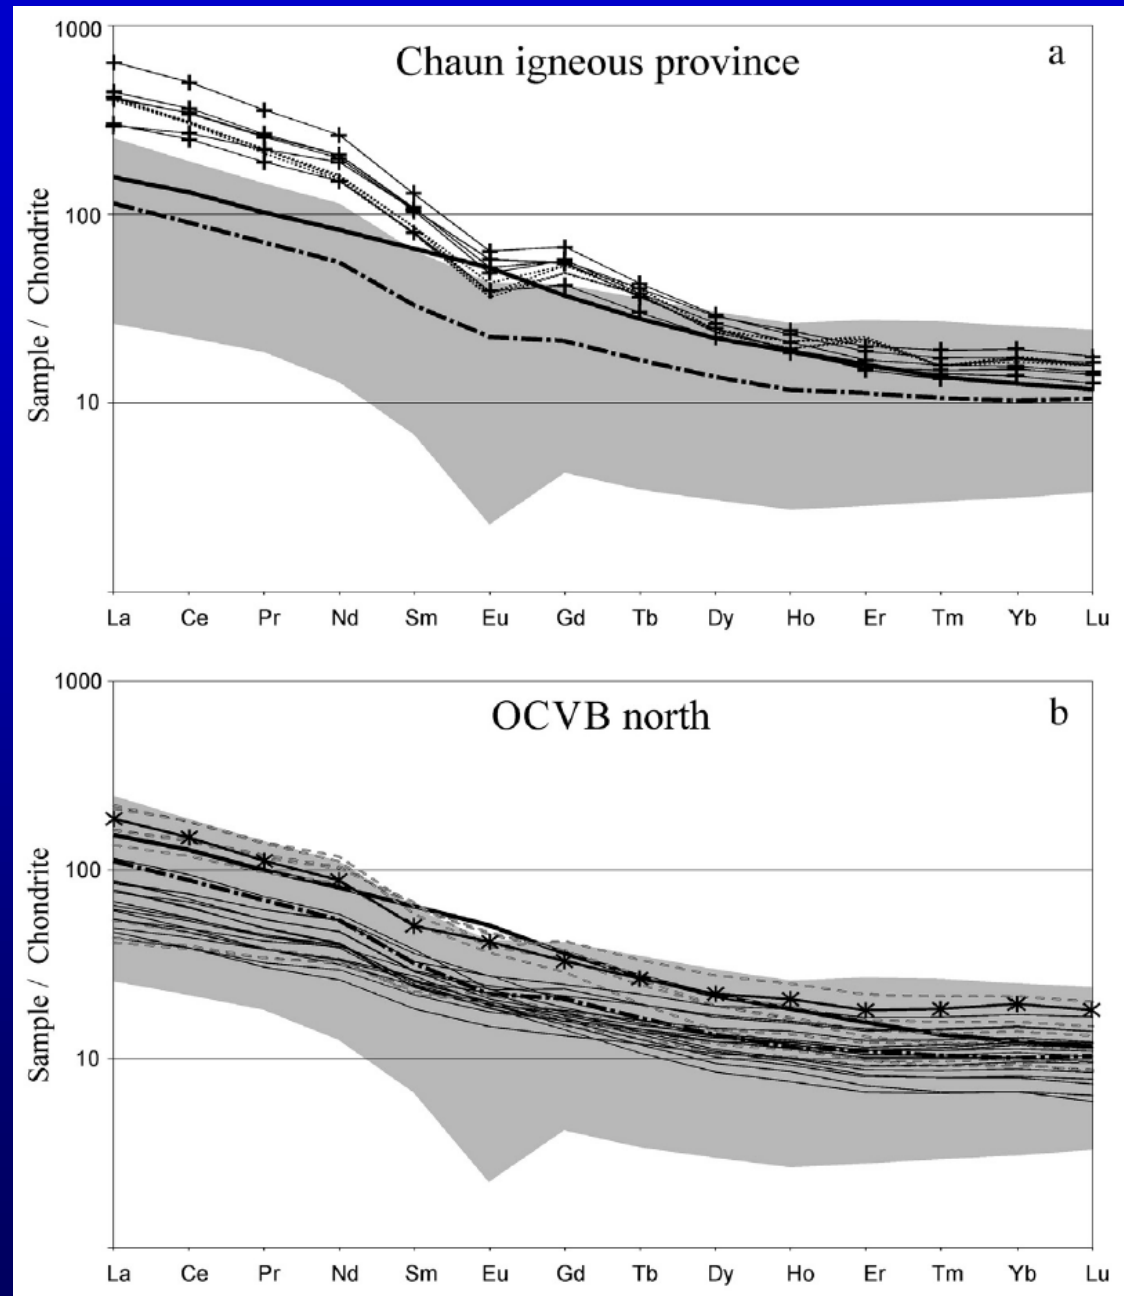 1000
Chaun igneous province
a
100
10
Sample / Chondrite
La Ce Pr Nd Sm Eu Gd Tb Dy Ho Er Tm Yb Lu
1000
OCVB north
b
100
10
Sample / Chondrite
La Ce Pr Nd Sm Eu Gd Tb Dy Ho Er Tm Yb Lu